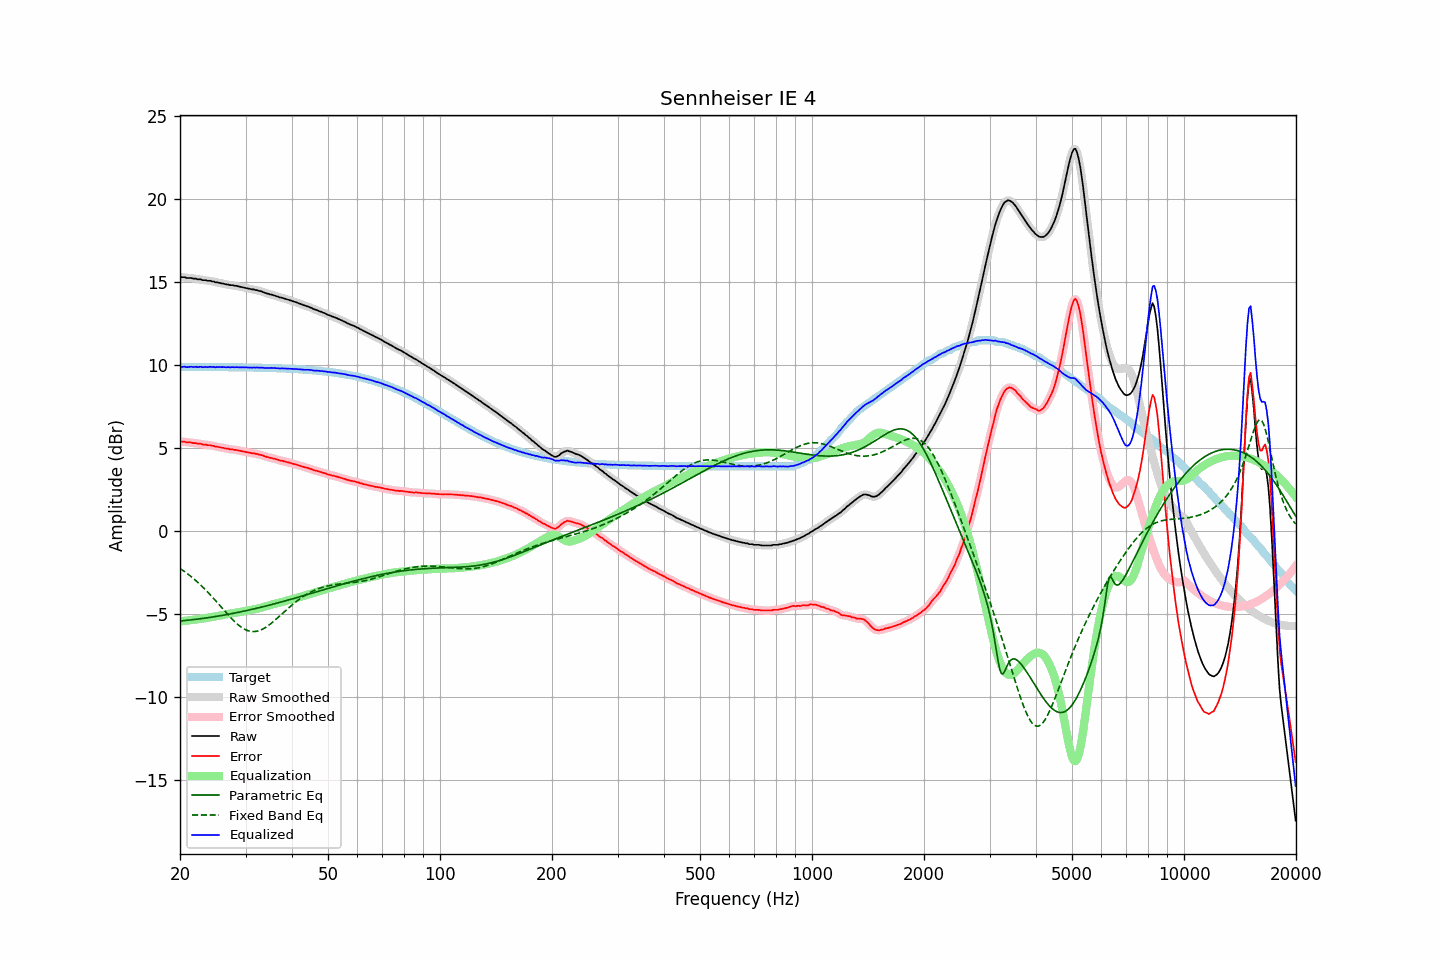 Sennheiser IE 4
Amplitude (dBr)
25
20
15
10
5
0
−5
−10
−15
Target
Raw Smoothed
Error Smoothed
Raw
Error
Equalization
Parametric Eq
Fixed Band Eq
Equalized
20 50 100 200 500 1000 2000 5000 10000 20000
Frequency (Hz)